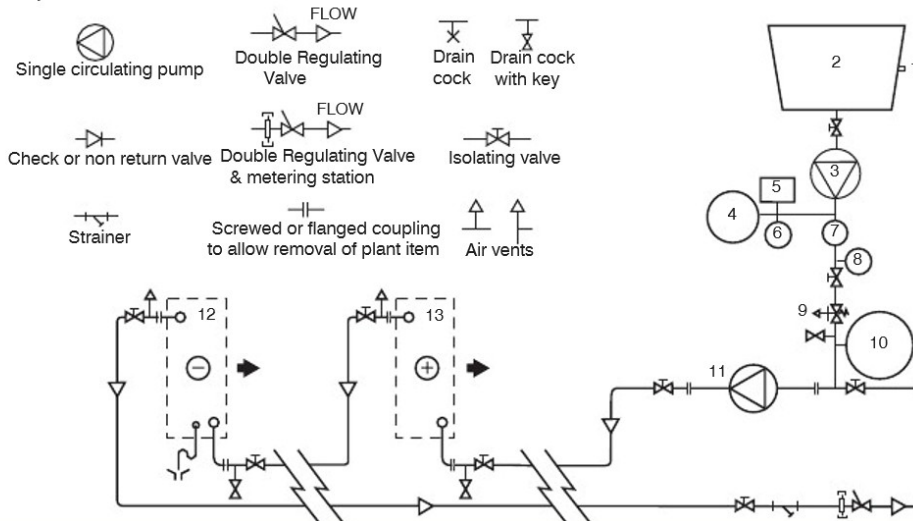 FLOW
Single circulating pump
Double Regulating
Valve
Drain
cock
Drain cock
with key
Check or non return valve
FLOW
Double Regulating Valve
& metering station
Isolating valve
Strainer
Screwed or flanged coupling
to allow removal of plant item
Air vents
2
3
5
4
6
7
8
9
10
11
12
13